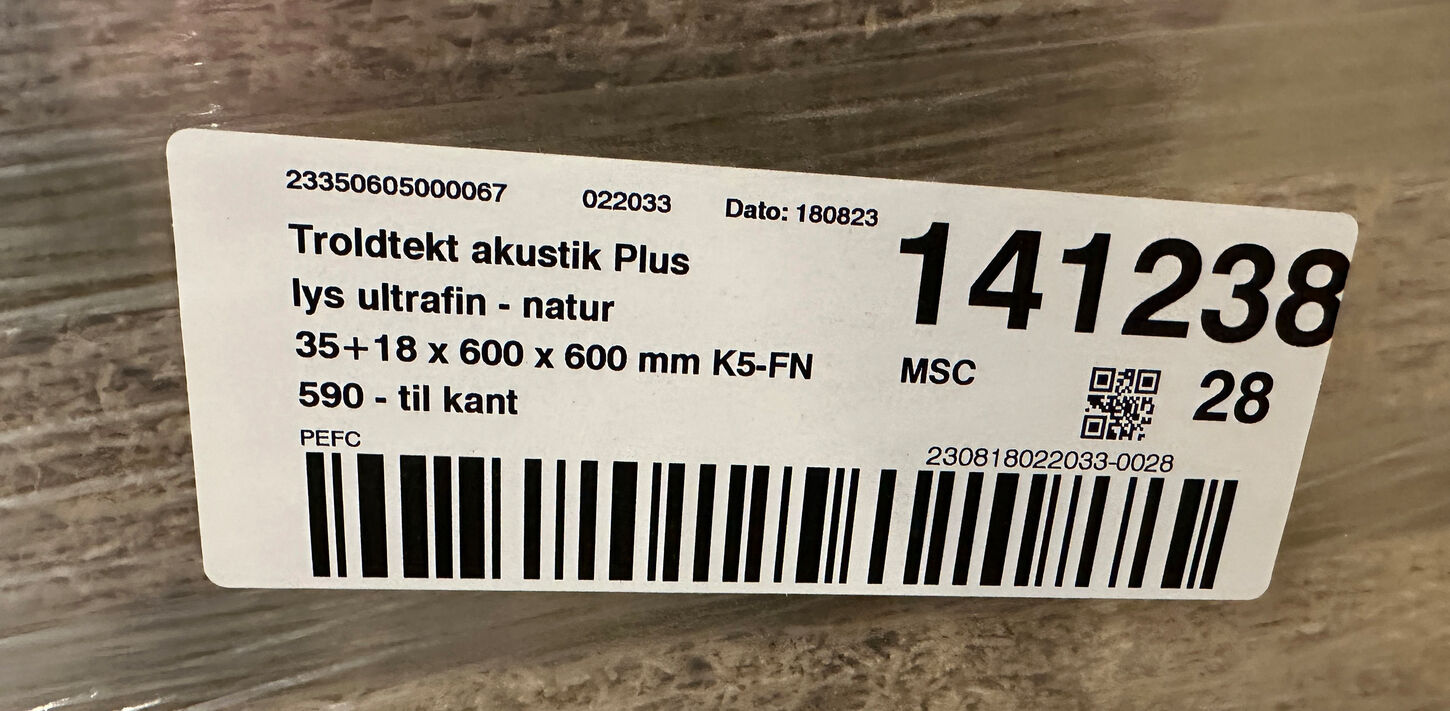 23350605000067 022033 Dato: 180823
Troldtekt akustik Plus
lys ultrafin - natur
35+18 x 600 x 600 mm K5-FN
590 - til kant
PEFC
141238
MSC
28
230818022033-0028